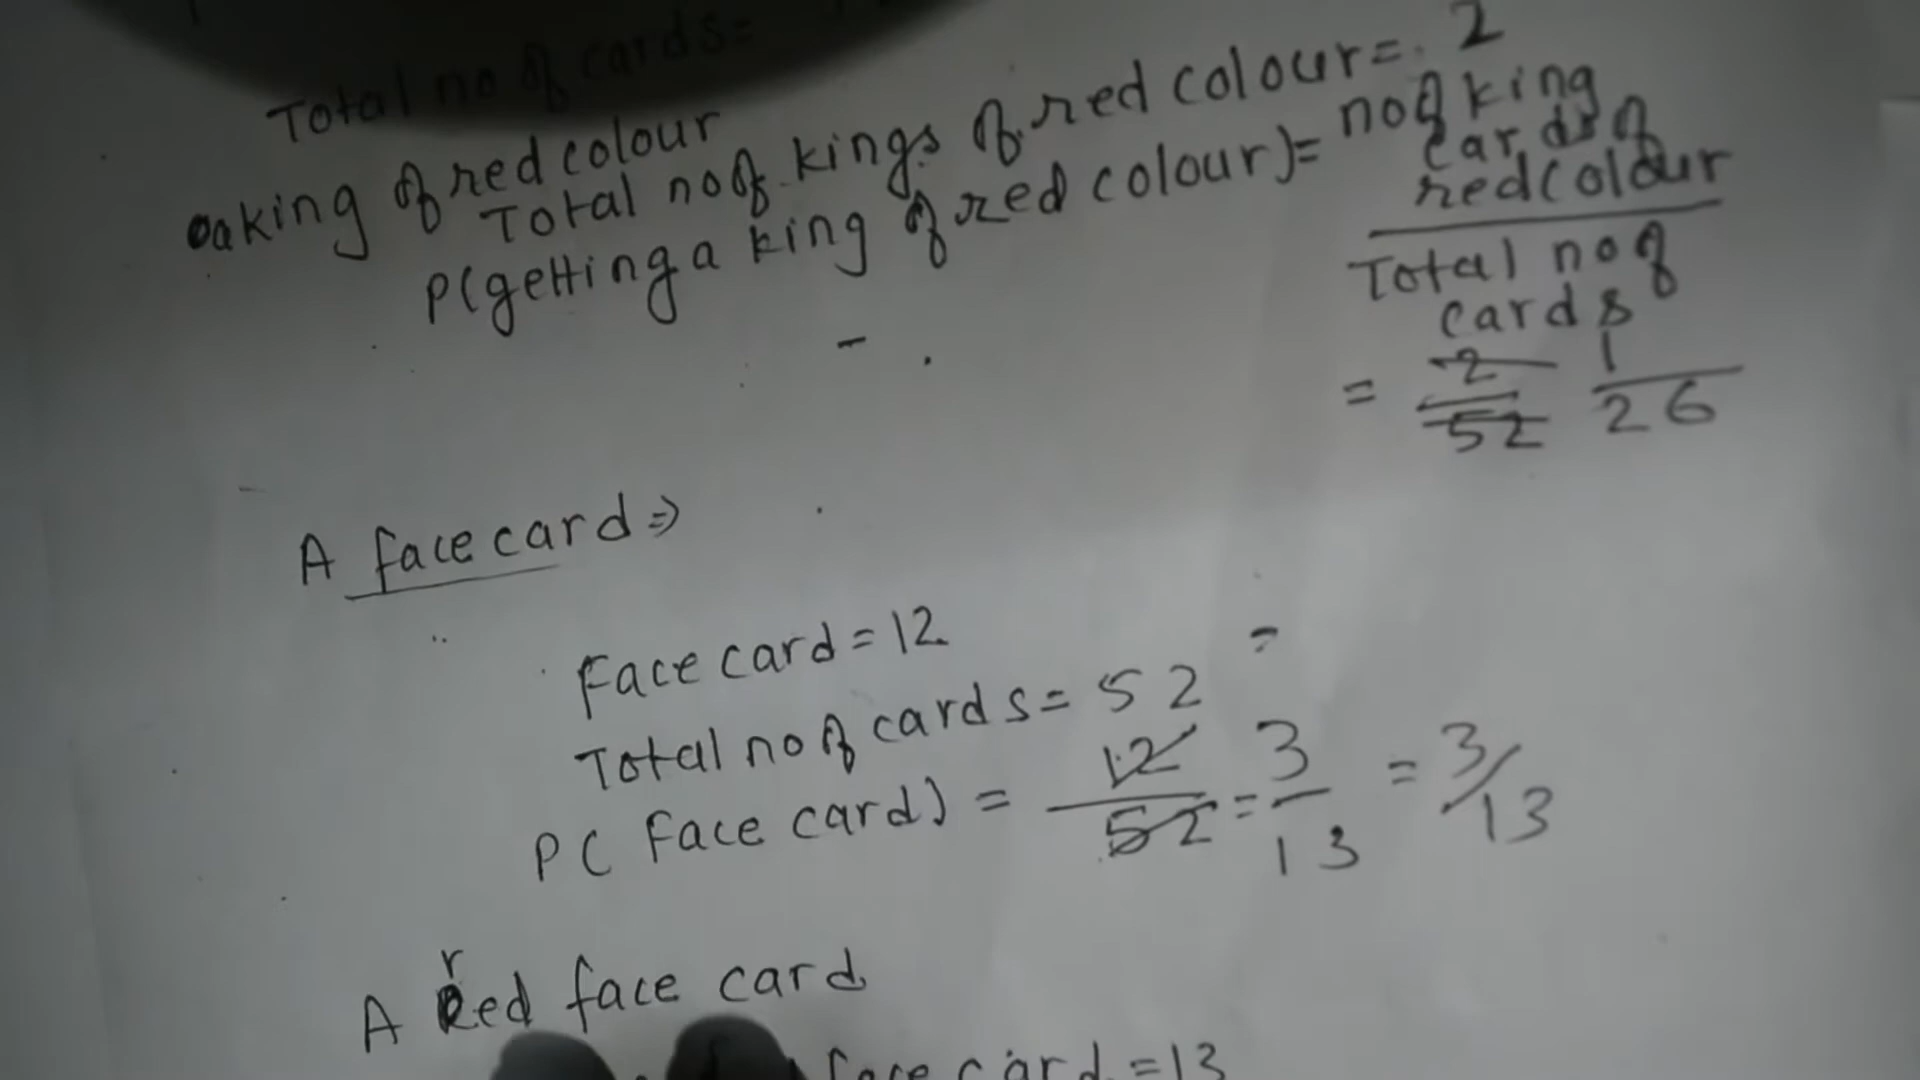 Total no of cards=
a king of red colour
Total no of kings of red colour = 2
P(getting a king of red colour) = no of king cards of red colour
Total no of cards
= 2/52 1/26
A face card ⇒
Face card = 12
Total no of cards = 52
P( Face card) = 12/52 = 3/13 = 3/13
A red face card
face card = 13